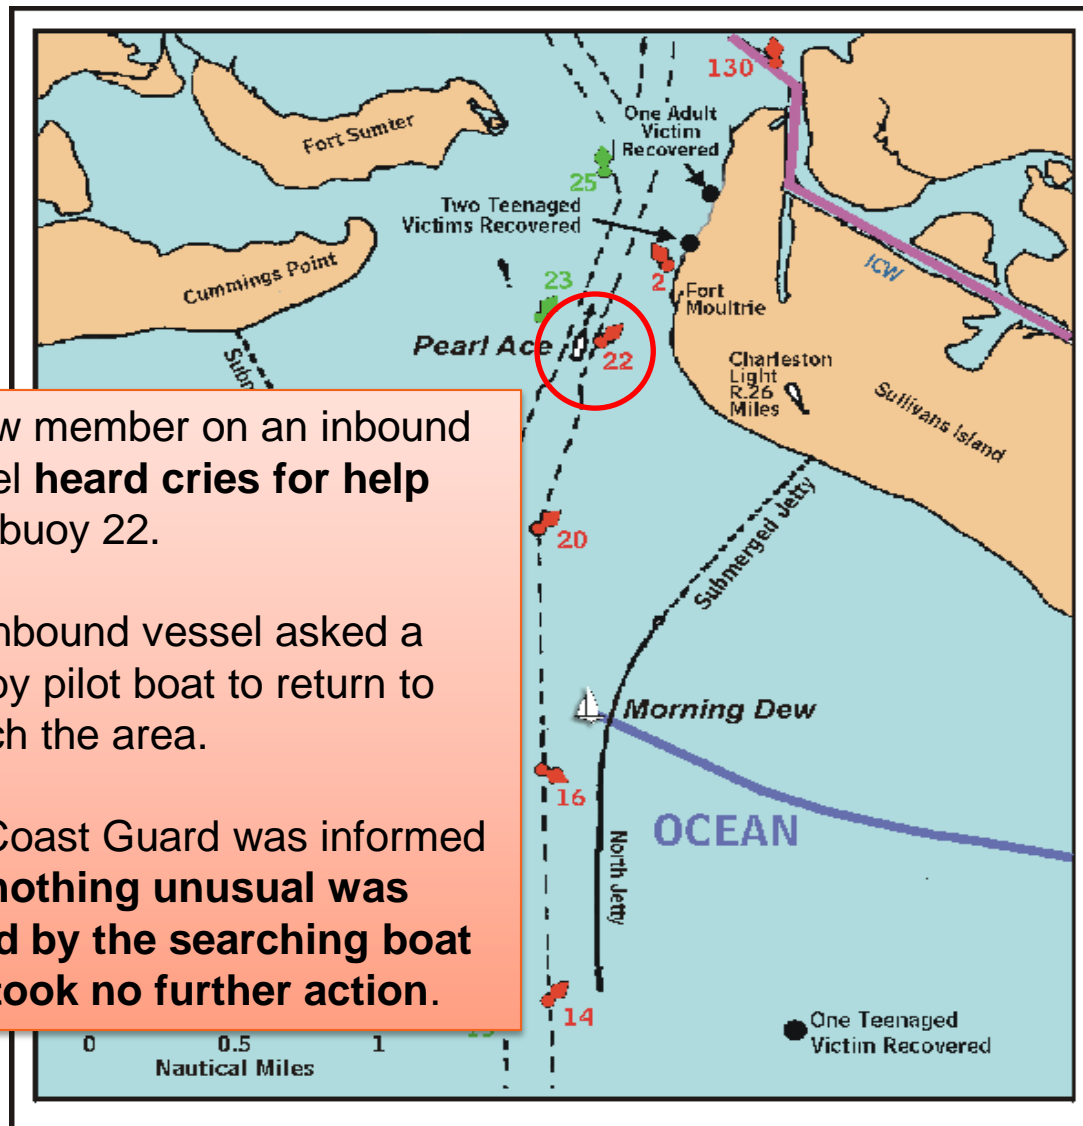 130
One Adult
Victim
Recovered
Fort Sumter
25
Two Teenaged
Victims Recovered
Cummings Point
ICW
23
2
Fort
Moultrie
Pearl Ace
22
Charleston
Light
R.26
Miles
Sullivans Island
member on an inbound
heard cries for help
buoy 22.
inbound vessel asked a
pilot boat to return to
the area.
Coast Guard was informed
nothing unusual was
by the searching boat
took no further action.
20
Submerged Jetty
Morning Dew
16
OCEAN
North Jetty
14
One Teenaged
Victim Recovered
0 0.5 1
Nautical Miles